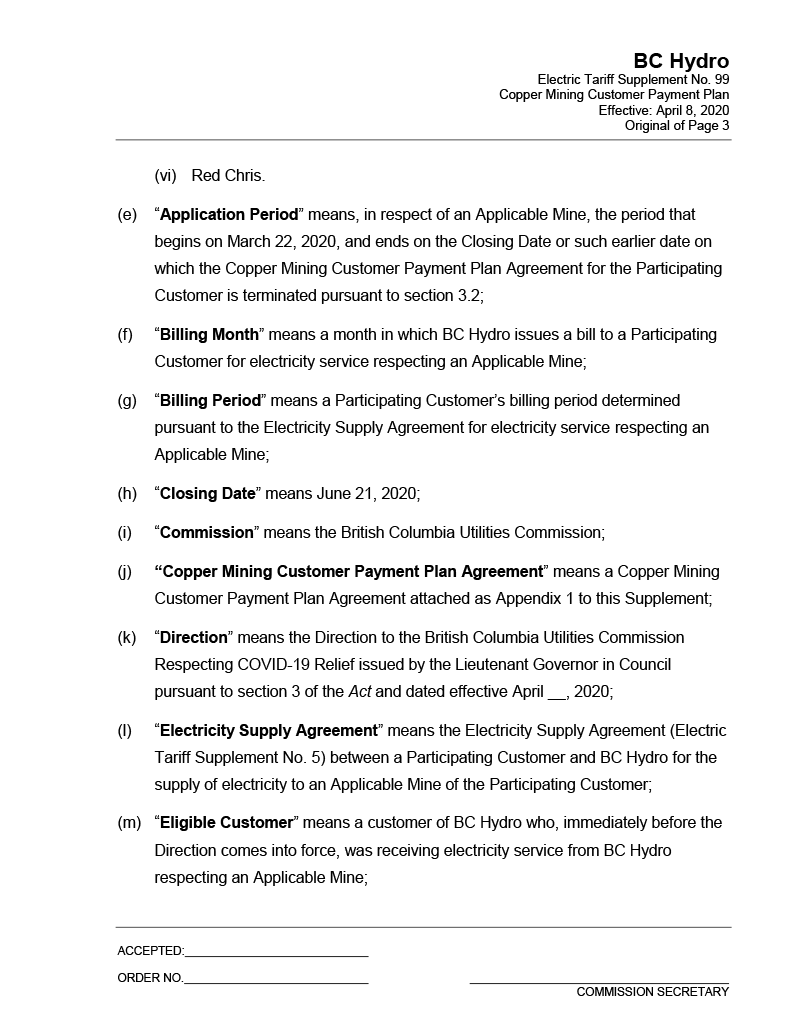 BC Hydro
Electric Tariff Supplement No. 99
Copper Mining Customer Payment Plan
Effective: April 8, 2020
Original of Page 3
(vi) Red Chris.
(e) “Application Period” means, in respect of an Applicable Mine, the period that
begins on March 22, 2020, and ends on the Closing Date or such earlier date on
which the Copper Mining Customer Payment Plan Agreement for the Participating
Customer is terminated pursuant to section 3.2;
(f) “Billing Month” means a month in which BC Hydro issues a bill to a Participating
Customer for electricity service respecting an Applicable Mine;
(g) “Billing Period” means a Participating Customer’s billing period determined
pursuant to the Electricity Supply Agreement for electricity service respecting an
Applicable Mine;
(h) “Closing Date” means June 21, 2020;
(i) “Commission” means the British Columbia Utilities Commission;
(j) “Copper Mining Customer Payment Plan Agreement” means a Copper Mining
Customer Payment Plan Agreement attached as Appendix 1 to this Supplement;
(k) “Direction” means the Direction to the British Columbia Utilities Commission
Respecting COVID-19 Relief issued by the Lieutenant Governor in Council
pursuant to section 3 of the Act and dated effective April __, 2020;
(l) “Electricity Supply Agreement” means the Electricity Supply Agreement (Electric
Tariff Supplement No. 5) between a Participating Customer and BC Hydro for the
supply of electricity to an Applicable Mine of the Participating Customer;
(m) “Eligible Customer” means a customer of BC Hydro who, immediately before the
Direction comes into force, was receiving electricity service from BC Hydro
respecting an Applicable Mine;
ACCEPTED:____________________________
ORDER NO.____________________________
COMMISSION SECRETARY